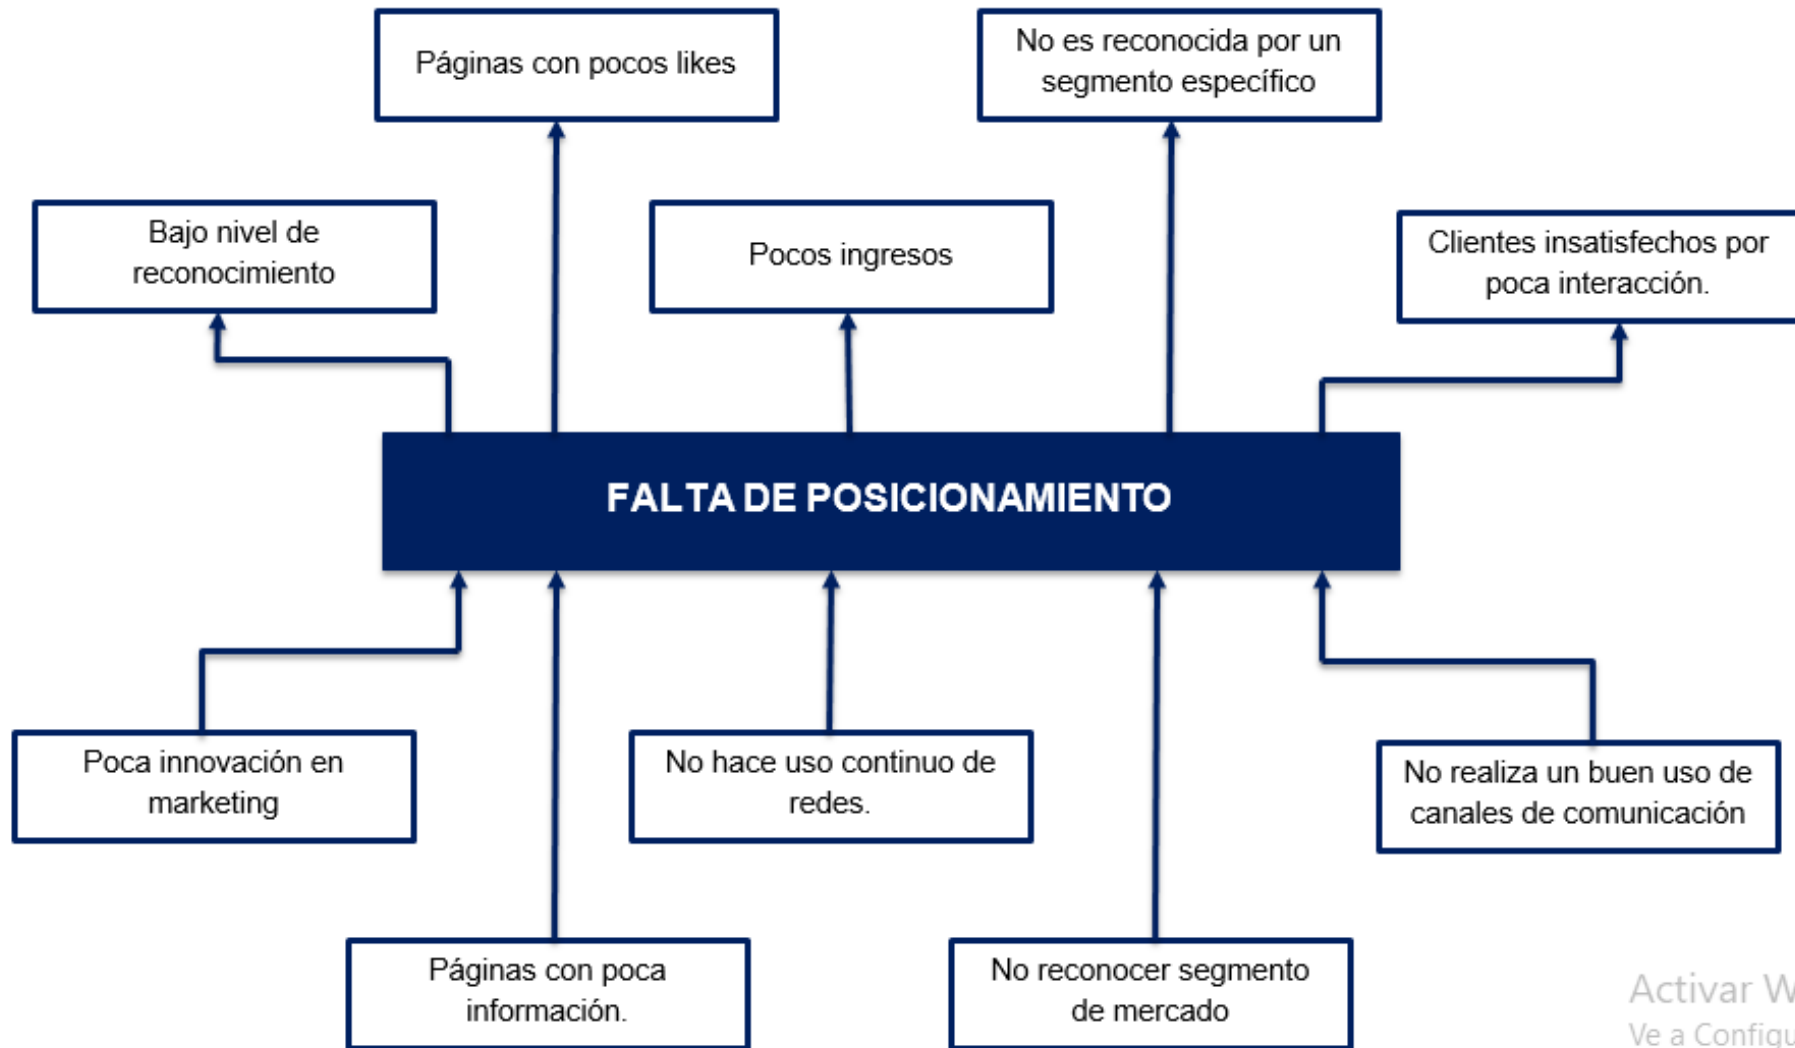 Páginas con pocos likes
No es reconocida por un
segmento específico
Bajo nivel de
reconocimiento
Pocos ingresos
Clientes insatisfechos por
poca interacción.
FALTA DE POSICIONAMIENTO
Poca innovación en
marketing
No hace uso continuo de
redes.
No realiza un buen uso de
canales de comunicación
Páginas con poca
información.
No reconocer segmento
de mercado
Activar W
Ve a Configu